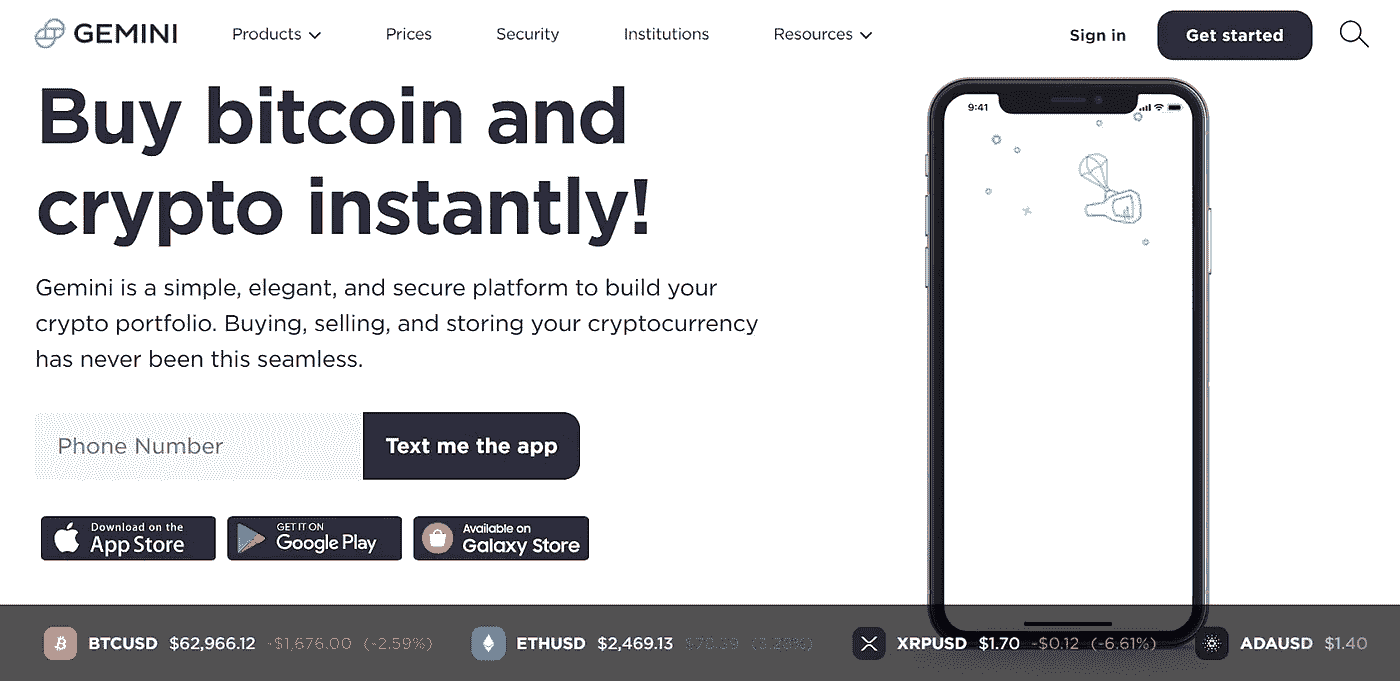 GEMINI
Products
Prices
Security
Institutions
Resources
Sign in
Get started
Buy bitcoin and
crypto instantly!
Gemini is a simple, elegant, and secure platform to build your
crypto portfolio. Buying, selling, and storing your cryptocurrency
has never been this seamless.
Phone Number
Text me the app
Download on the
App Store
GET IT ON
Google Play
Available on
Galaxy Store
9:41
BTCUSD $62,966.12 -$1,676.00 (-2.59%)
ETHUSD $2,469.13
XRPUSD $1.70 -$0.12 (-6.61%)
ADAUSD $1.40